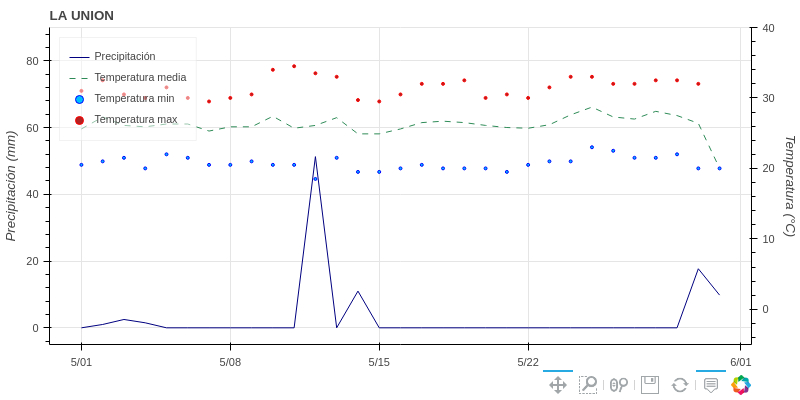 LA UNION
Precipitación
Temperatura media
Temperatura min
Temperatura max
Precipitación (mm)
80
60
40
20
0
Temperatura (°C)
40
30
20
10
0
5/01
5/08
5/15
5/22
6/01